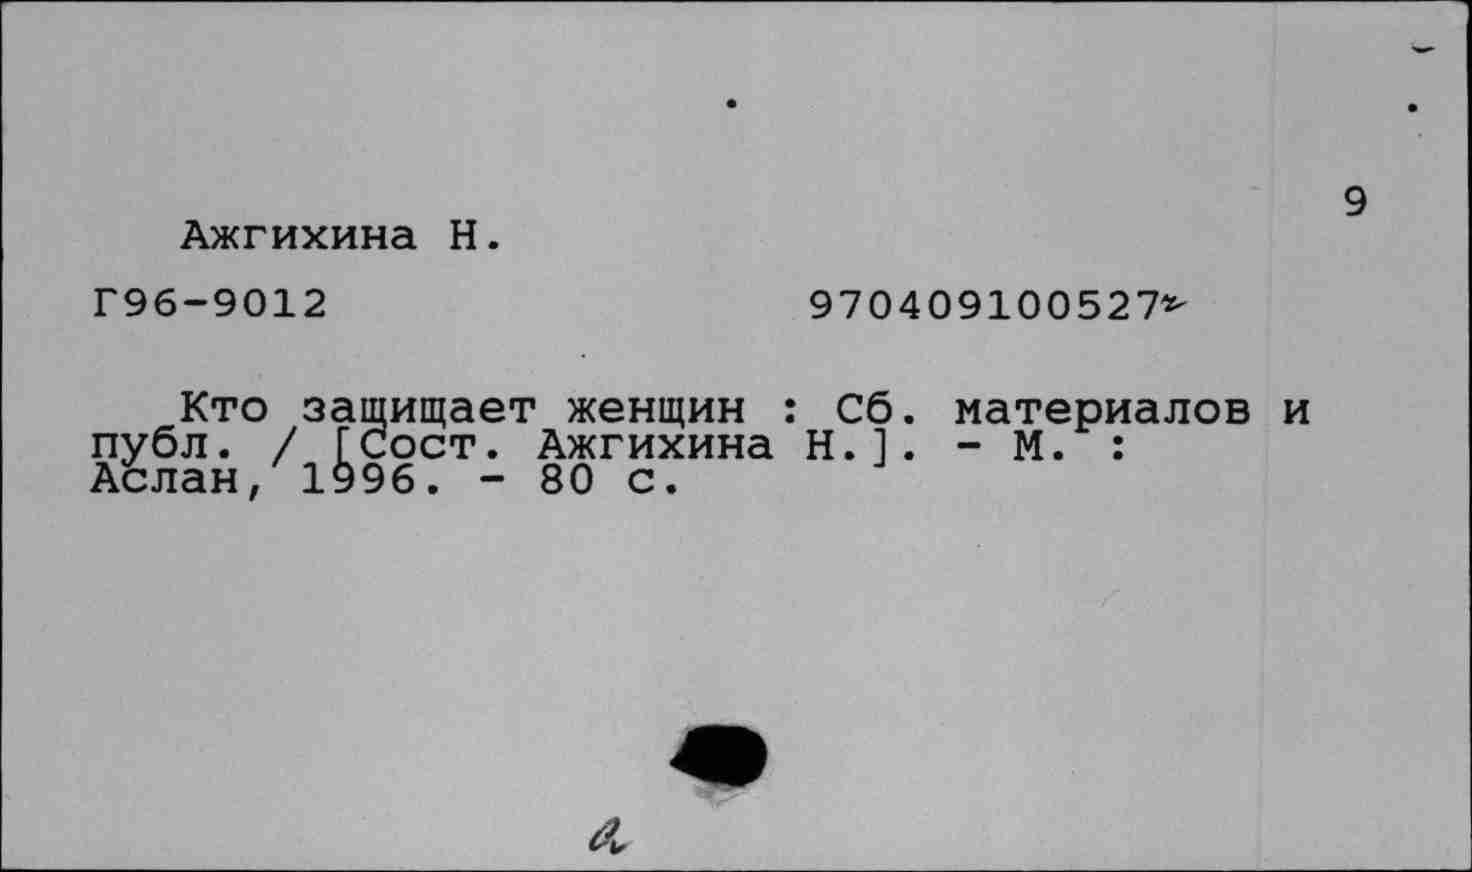 9
Ажгихина Н.
Г96-9012 970409100527*
Кто защищает женщин : Сб. материалов и
публ. / [Сост. Ажгихина Н.]. - М. :
Аслан, 1996. - 80 с.